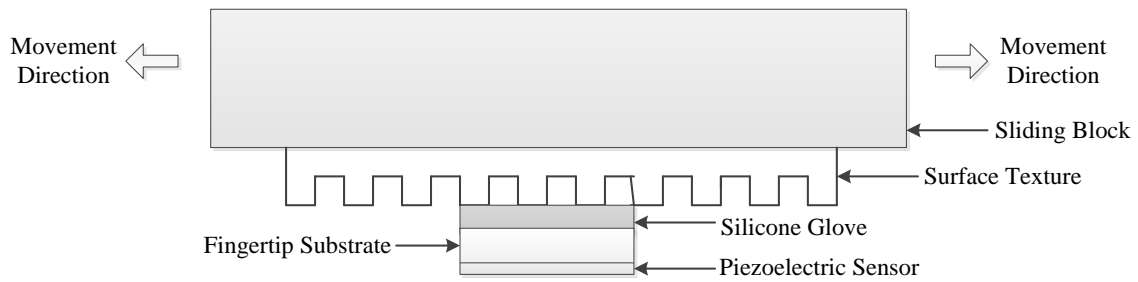 Movement
Direction
Movement
Direction
Sliding Block
Surface Texture
Silicone Glove
Fingertip Substrate
Piezoelectric Sensor